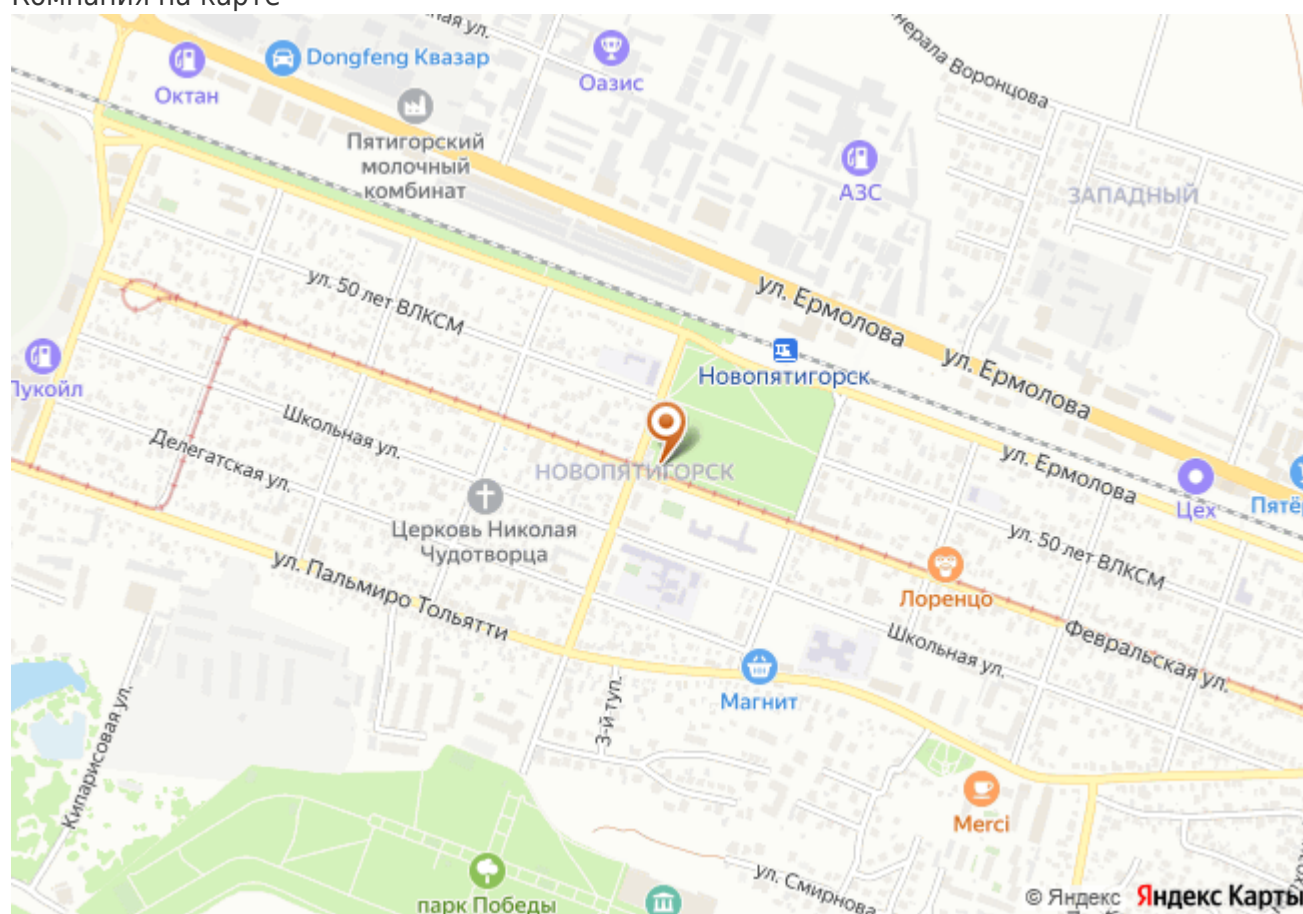 Компания на карте
ная ул.
нерала Воронцова
Dongfeng Квазар
Октан
Оазис
Пятигорский
молочный
комбинат
АЗС
ЗАПАДНЫЙ
ул. 50 лет ВЛКСМ
ул. Ермолова
ул. Ермолова
Новопятигорск
Лукойл
Школьная ул.
Делегатская ул.
НОВОПЯТИГОРСК
ул. Ермолова
Цех
Пятё
Церковь Николая
Чудотворца
ул. 50 лет ВЛКСМ
ул. Пальмиро Тольятти
Лоренцо
Школьная ул.
Февральская ул.
Магнит
3-й туп.
Кипарисовая ул.
Merci
ул. Смирнова
парк Победы
© Яндекс Яндекс Карты